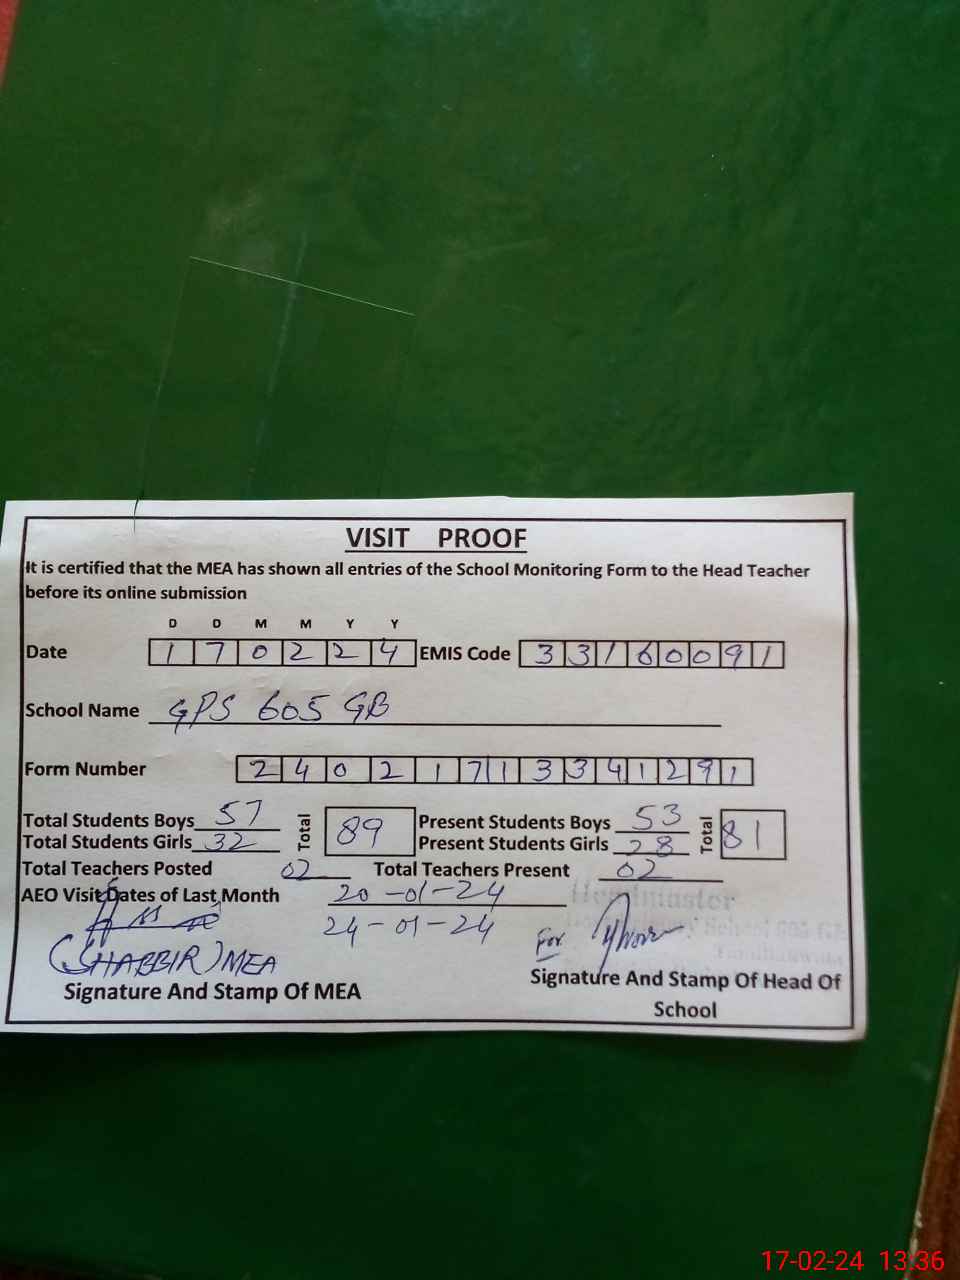 VISIT PROOF
It is certified that the MEA has shown all entries of the School Monitoring Form to the Head Teacher
before its online submission
D D M M Y Y
Date 1 7 0 2 2 4 EMIS Code 3 3 1 6 0 0 9 1
School Name GPS 605 GB
Form Number 2 4 0 2 1 7 1 3 3 4 1 2 9 1
Total Students Boys 57 Total 89 Present Students Boys 53 Total 81
Total Students Girls 32 Present Students Girls 28
Total Teachers Posted 02 Total Teachers Present 02
AEO Visit Dates of Last Month 20-01-24
24-01-24
Headmaster
School 605 GB
For
(SHABBIR) MEA
Signature And Stamp Of MEA
Signature And Stamp Of Head Of
School
17-02-24 13:36